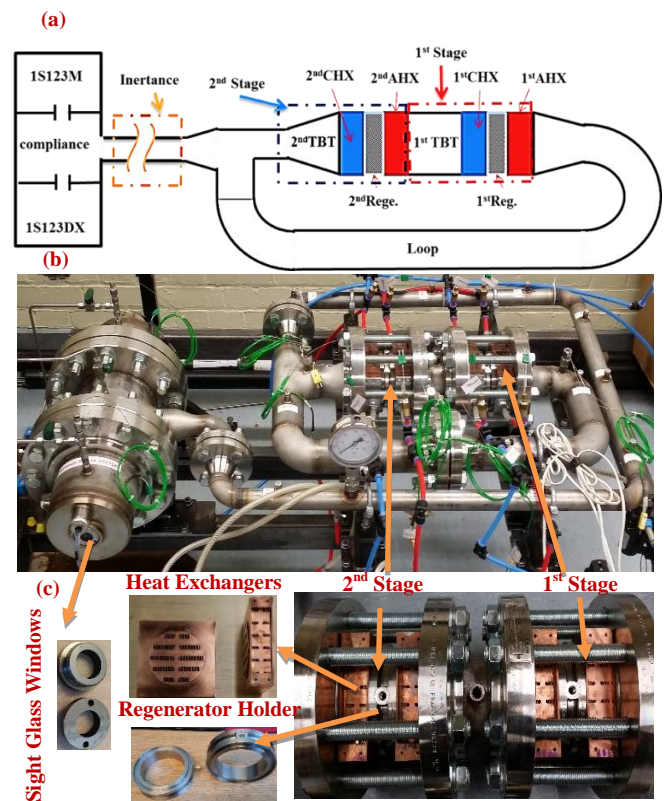 (a)
1S123M
Inertance
compliance
1S123DX
2nd Stage
1st Stage
2ndCHX
2ndAHX
1stCHX
1stAHX
2ndTBT
1st TBT
2ndRege.
1stReg.
Loop
(b)
(c)
Heat Exchangers
2nd Stage
1st Stage
Regenerator Holder
Sight Glass Windows